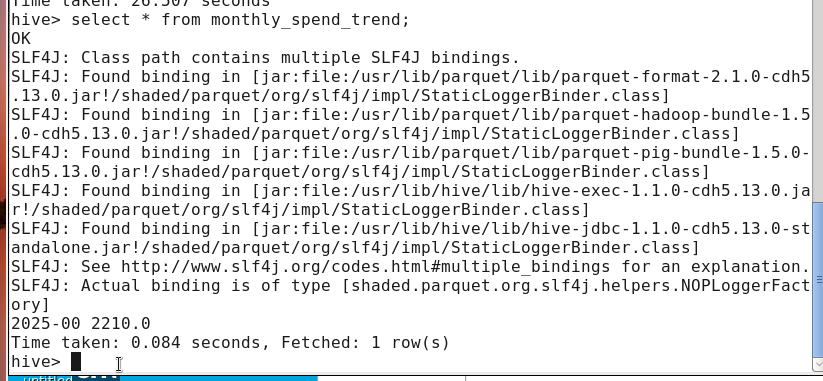 Time taken: 26.507 seconds
hive> select * from monthly_spend_trend;
OK
SLF4J: Class path contains multiple SLF4J bindings.
SLF4J: Found binding in [jar:file:/usr/lib/parquet/lib/parquet-format-2.1.0-cdh5
.13.0.jar!/shaded/parquet/org/slf4j/impl/StaticLoggerBinder.class]
SLF4J: Found binding in [jar:file:/usr/lib/parquet/lib/parquet-hadoop-bundle-1.5
.0-cdh5.13.0.jar!/shaded/parquet/org/slf4j/impl/StaticLoggerBinder.class]
SLF4J: Found binding in [jar:file:/usr/lib/parquet/lib/parquet-pig-bundle-1.5.0-
cdh5.13.0.jar!/shaded/parquet/org/slf4j/impl/StaticLoggerBinder.class]
SLF4J: Found binding in [jar:file:/usr/lib/hive/lib/hive-exec-1.1.0-cdh5.13.0.ja
r!/shaded/parquet/org/slf4j/impl/StaticLoggerBinder.class]
SLF4J: Found binding in [jar:file:/usr/lib/hive/lib/hive-jdbc-1.1.0-cdh5.13.0-st
andalone.jar!/shaded/parquet/org/slf4j/impl/StaticLoggerBinder.class]
SLF4J: See http://www.slf4j.org/codes.html#multiple_bindings for an explanation.
SLF4J: Actual binding is of type [shaded.parquet.org.slf4j.helpers.NOPLoggerFact
ory]
2025-00 2210.0
Time taken: 0.084 seconds, Fetched: 1 row(s)
hive>
untitled